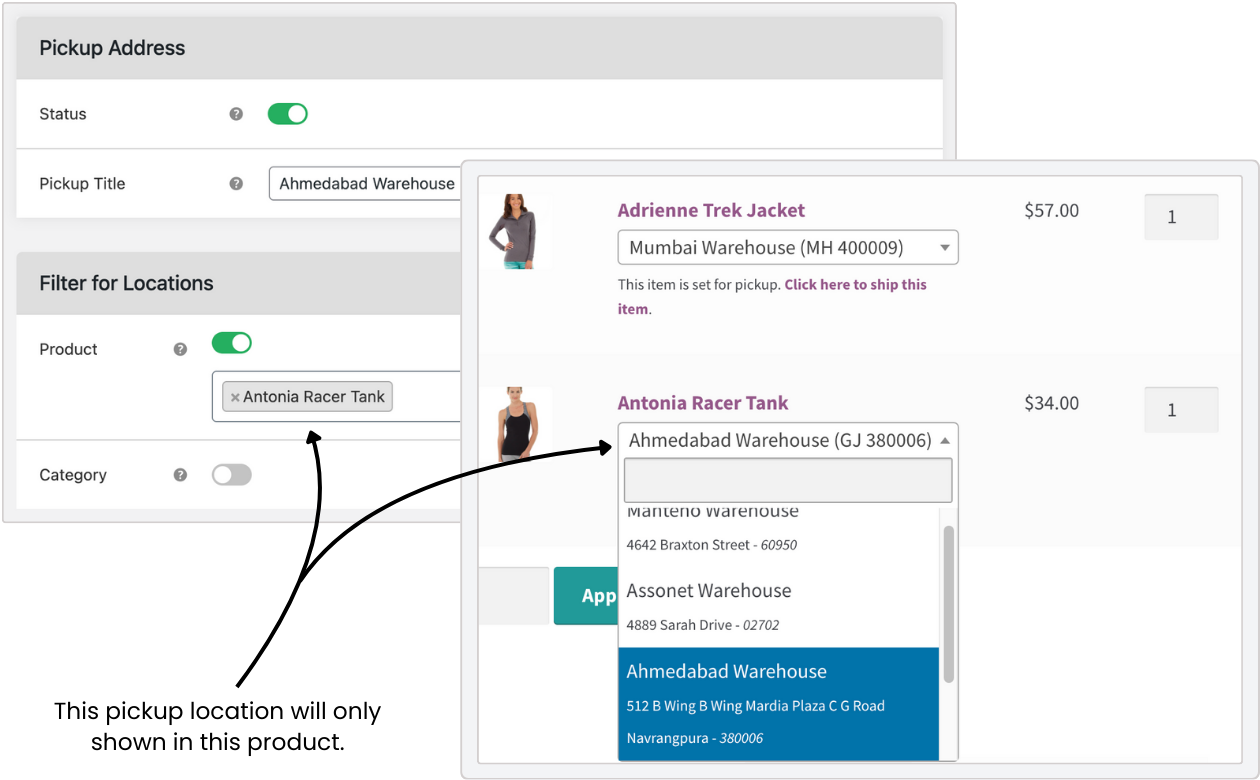 Pickup Address
Status ?
Pickup Title ? Ahmedabad Warehouse
Filter for Locations
Product ?
× Antonia Racer Tank
Category ?
Adrienne Trek Jacket $57.00 1
Mumbai Warehouse (MH 400009)
This item is set for pickup. Click here to ship this
item.
Antonia Racer Tank $34.00 1
Ahmedabad Warehouse (GJ 380006)
Manteno Warehouse
4642 Braxton Street - 60950
Assonet Warehouse
4889 Sarah Drive - 02702
App
Ahmedabad Warehouse
512 B Wing B Wing Mardia Plaza C G Road
Navrangpura - 380006
This pickup location will only
shown in this product.